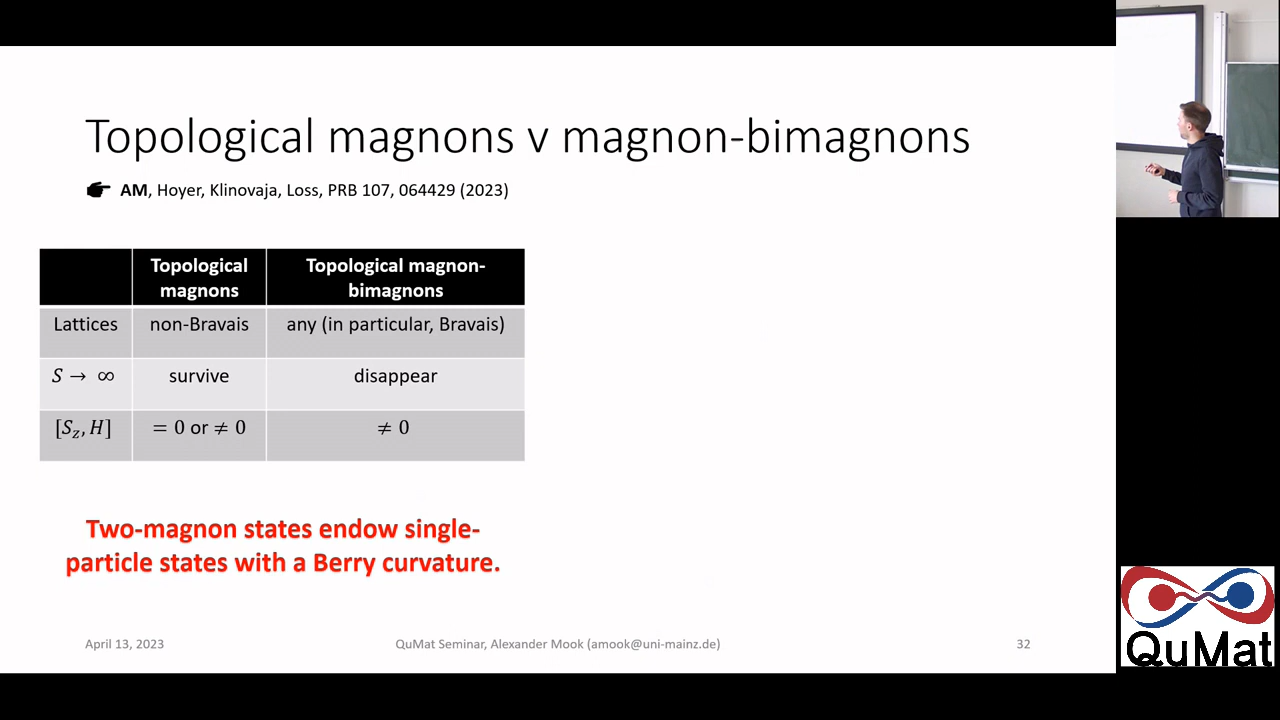 Topological magnons v magnon-bimagnons
☛ AM, Hoyer, Klinovaja, Loss, PRB 107, 064429 (2023)
Topological magnons
Topological magnon-bimagnons
Lattices
non-Bravais
any (in particular, Bravais)
S → ∞
survive
disappear
[S_z, H]
= 0 or ≠ 0
≠ 0
Two-magnon states endow single-
particle states with a Berry curvature.
April 13, 2023
QuMat Seminar, Alexander Mook (amook@uni-mainz.de)
32
QuMat